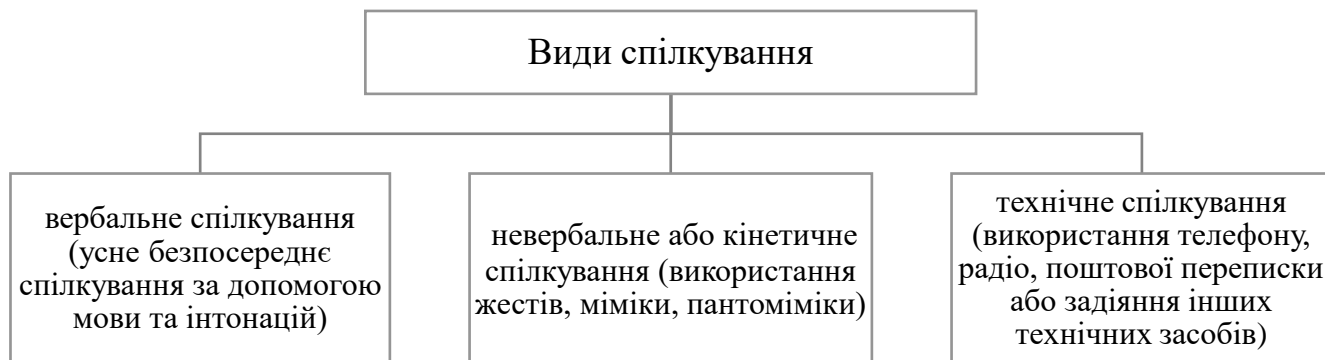 Види спілкування
вербальне спілкування
(усне безпосереднє
спілкування за допомогою
мови та інтонацій)
невербальне або кінетичне
спілкування (використання
жестів, міміки, пантоміміки)
технічне спілкування
(використання телефону,
радіо, поштової переписки
або задіяння інших
технічних засобів)